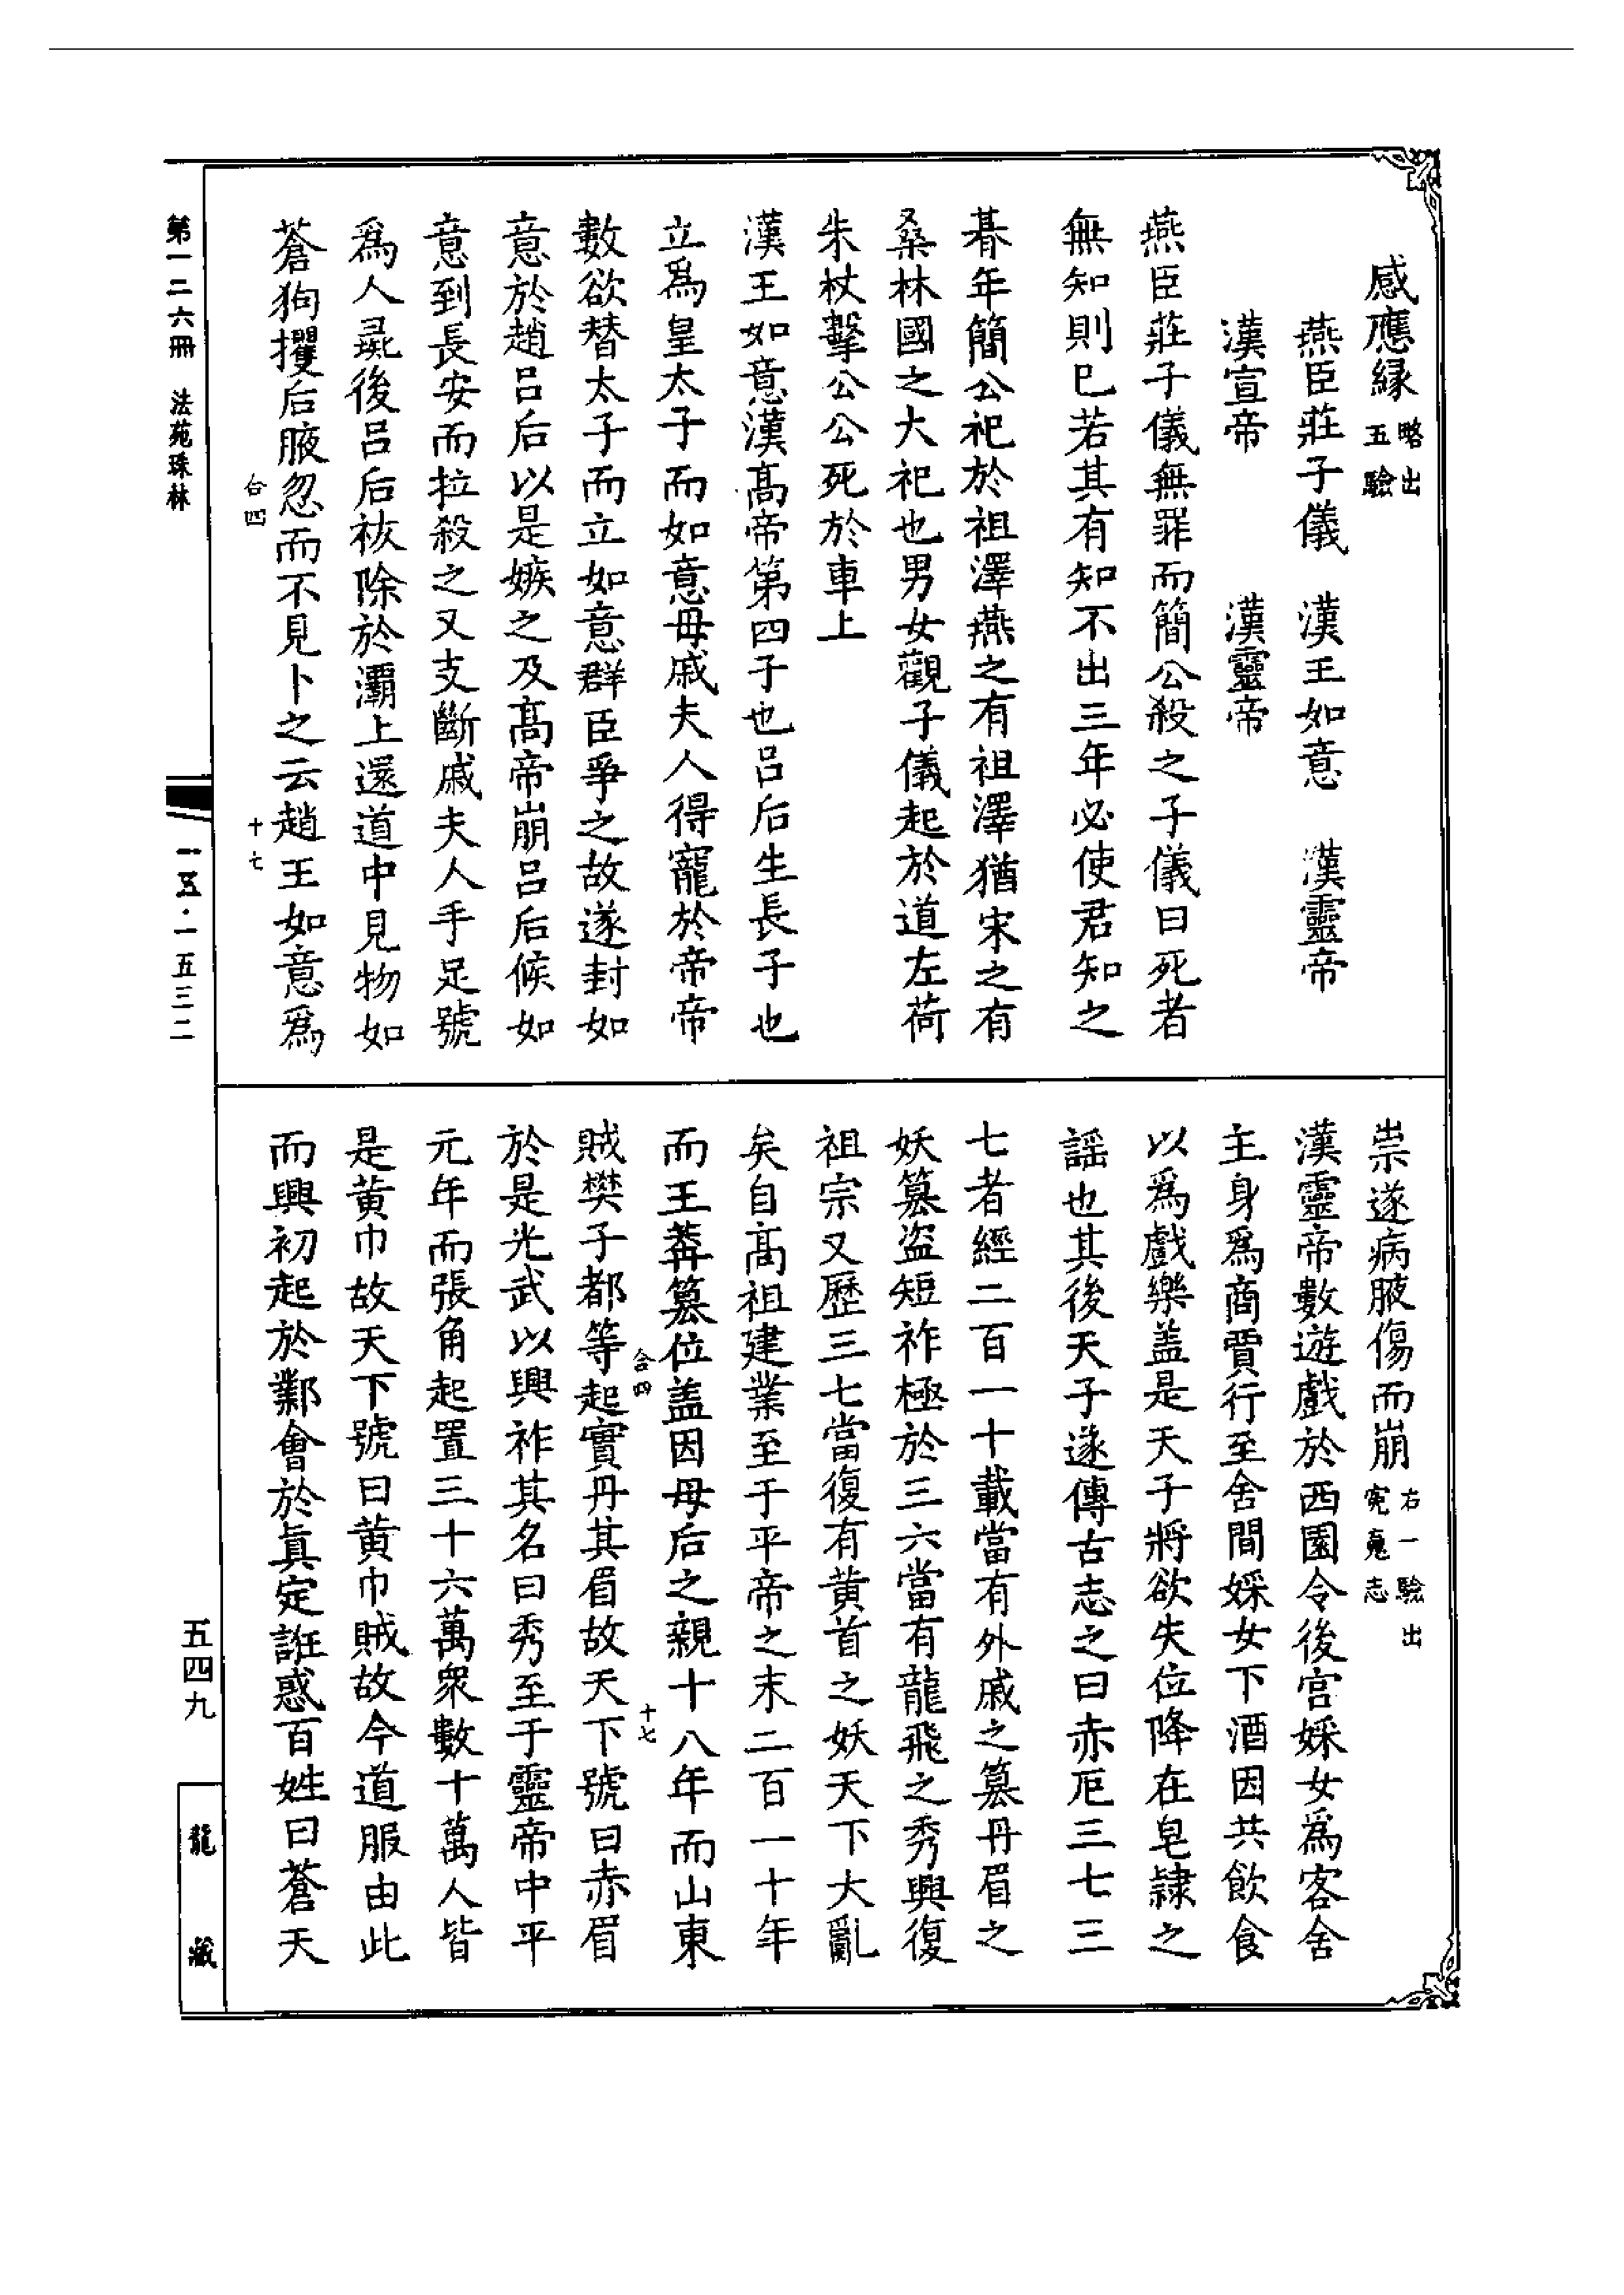 感應緣略出五驗
燕臣莊子儀　漢王如意　漢靈帝
漢宣帝　漢靈帝
燕臣莊子儀無罪而簡公殺之子儀曰死者
無知則已若其有知不出三年必使君知之
朞年簡公祀於祖澤燕之有祖澤猶宋之有
桑林國之大祀也男女觀子儀起於道左荷
朱杖擊公公死於車上
漢王如意漢高帝第四子也呂后生長子也
立為皇太子而如意毋戚夫人得寵於帝帝
數欲替太子而立如意群臣爭之故遂封如
意於趙呂后以是嫉之及高帝崩呂后候如
意到長安而拉殺之又支斷戚夫人手足號
為人彘後呂后祓除於灞上還道中見物如
蒼狗攫后腋忽而不見卜之云趙王如意為
祟遂病腋傷而崩右一驗出寃魂志
漢靈帝數遊戲於西園令後宮婇女為客舍
主身為商賈行至舍間婇女下酒因共飲食
以為戲樂盖是天子將欲失位降在皂隷之
謡也其後天子遂傳古志之曰赤厄三七三
七者經二百一十載當有外戚之篡丹眉之
妖篡盜短祚極於三六當有龍飛之秀興復
祖宗又歷三七當復有黃首之妖天下大亂
矣自高祖建業至于平帝之末二百一十年
而王莽篡位盖因母后之親十八年而山東
賊樊子都等起實丹其眉故天下號曰赤眉
於是光武以興祚其名曰秀至于靈帝中平
元年而張角起置三十六萬衆數十萬人皆
是黃巾故天下號曰黃巾賊故今道服由此
而興初起於鄴會於真定誑惑百姓曰蒼天
合四
十七
合四
十七
第一二六冊　法苑珠林
一五·一五三二
五四九
龍藏